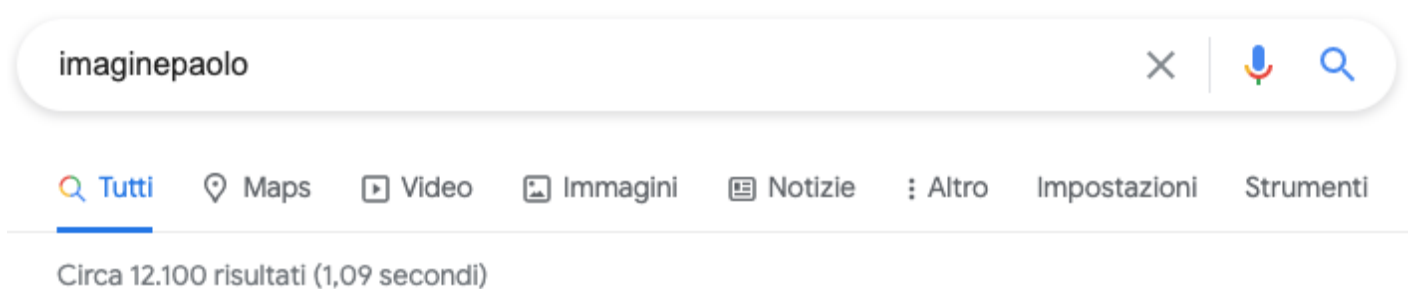 imaginepaolo
Tutti Maps Video Immagini Notizie Altro Impostazioni Strumenti
Circa 12.100 risultati (1,09 secondi)